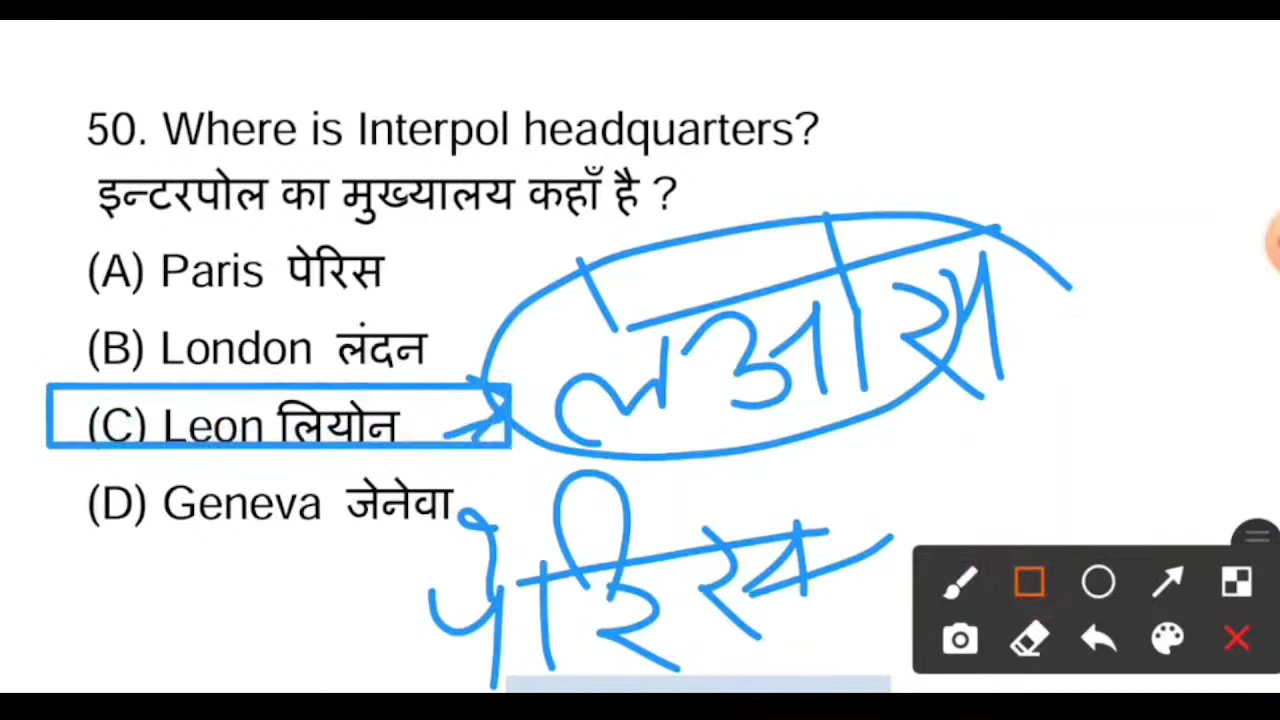 50. Where is Interpol headquarters?
इन्टरपोल का मुख्यालय कहाँ है ?
(A) Paris पेरिस
(B) London लंदन
(C) Leon लियोन
(D) Geneva जेनेवा